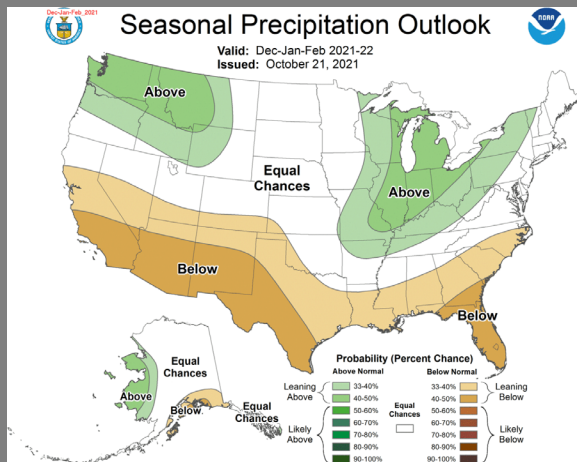 Dec-Jan-Feb_2021
Seasonal Precipitation Outlook
NOAA
Valid: Dec-Jan-Feb 2021-22
Issued: October 21, 2021
Above
Equal
Chances
Above
Below
Below
Equal
Chances
Above
Below
Equal
Chances
Probability (Percent Chance)
Above Normal
Below Normal
Leaning
Above
33-40%
40-50%
Likely
Above
50-60%
60-70%
70-80%
80-90%
90-100%
Equal
Chances
33-40%
40-50%
Leaning
Below
50-60%
60-70%
70-80%
80-90%
90-100%
Likely
Below